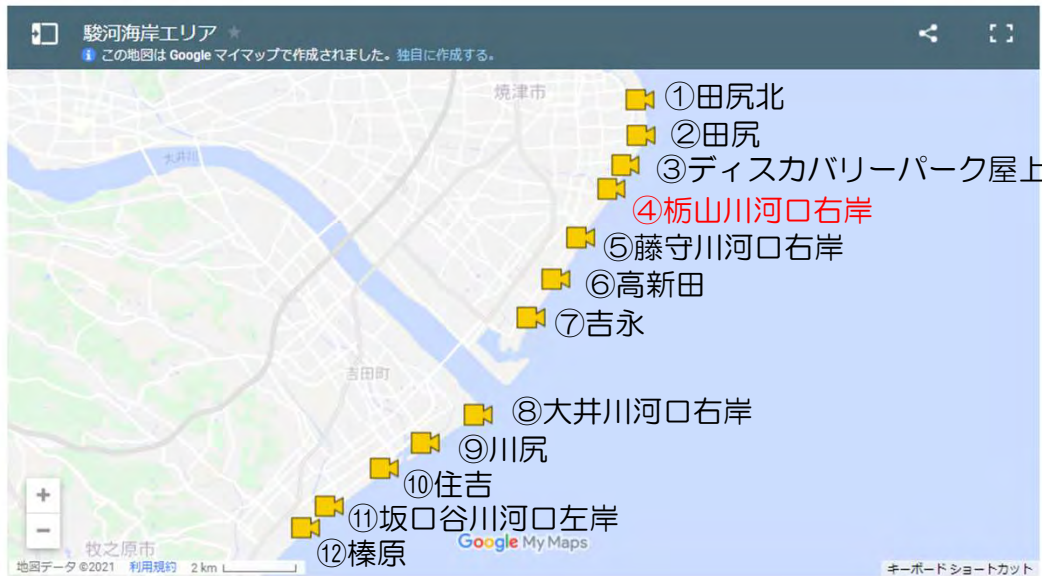 駿河海岸エリア
この地図は Google マイマップで作成されました。独自に作成する。
焼津市
①田尻北
②田尻
大井川
③ディスカバリーパーク屋上
④栃山川河口右岸
⑤藤守川河口右岸
⑥高新田
⑦吉永
吉田町
⑧大井川河口右岸
⑨川尻
⑩住吉
⑪坂口谷川河口左岸
⑫榛原
牧之原市
Google My Maps
地図データ ©2021 利用規約 2 km
キーボード ショートカット